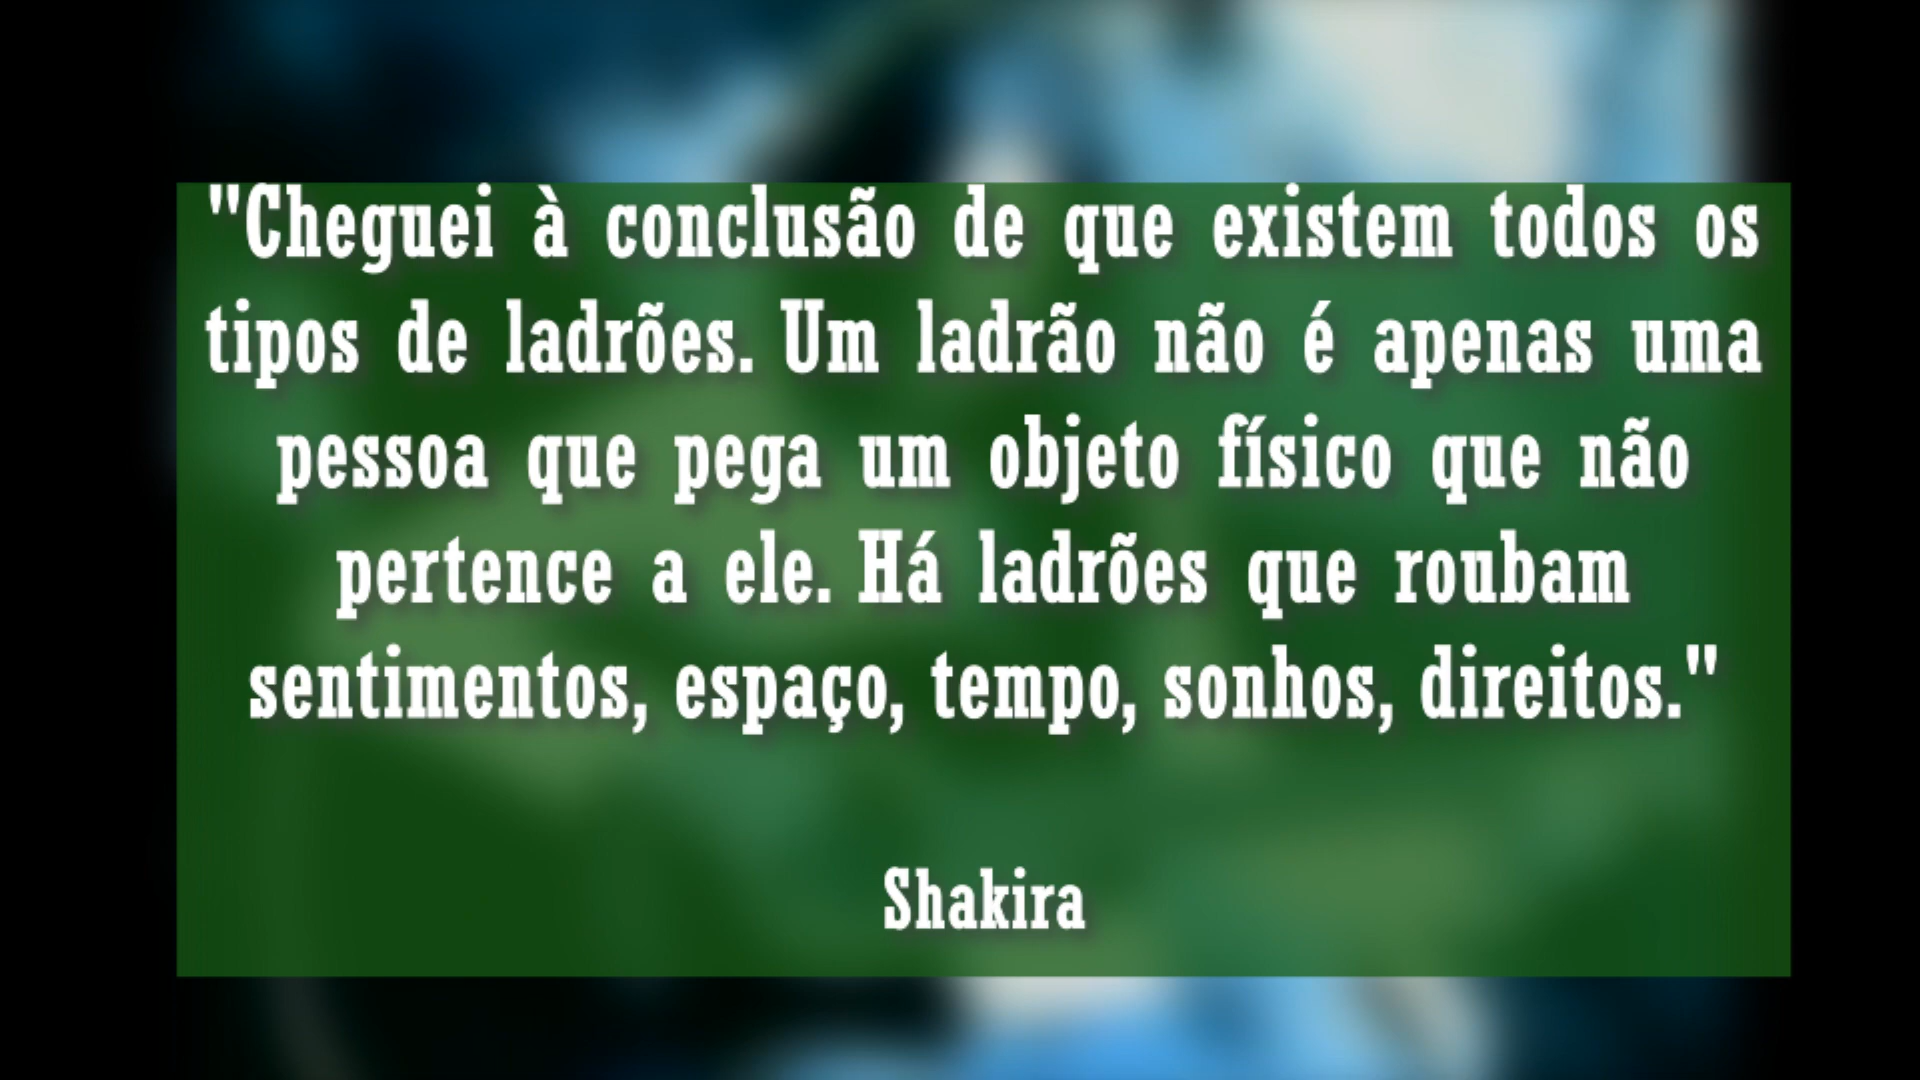 "Cheguei à conclusão de que existem todos os
tipos de ladrões. Um ladrão não é apenas uma
pessoa que pega um objeto físico que não
pertence a ele. Há ladrões que roubam
sentimentos, espaço, tempo, sonhos, direitos."
Shakira